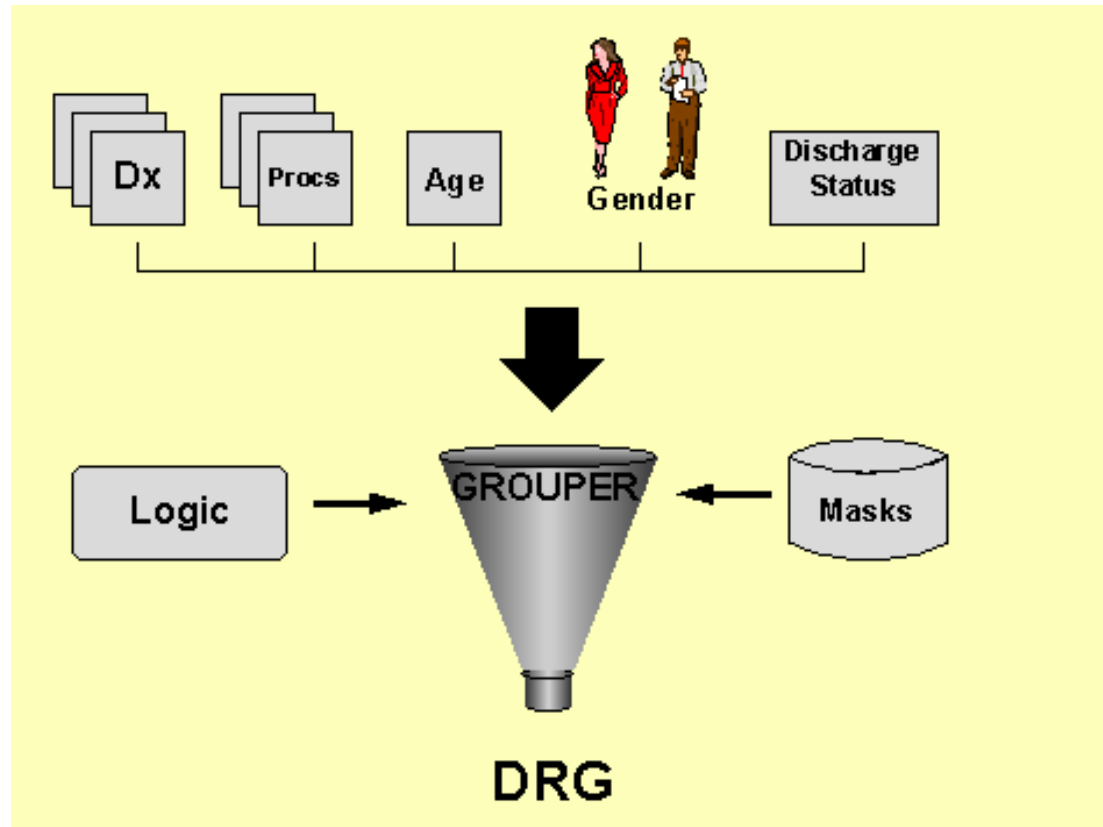 Dx
Procs
Age
Gender
Discharge
Status
Logic
GROUPER
Masks
DRG